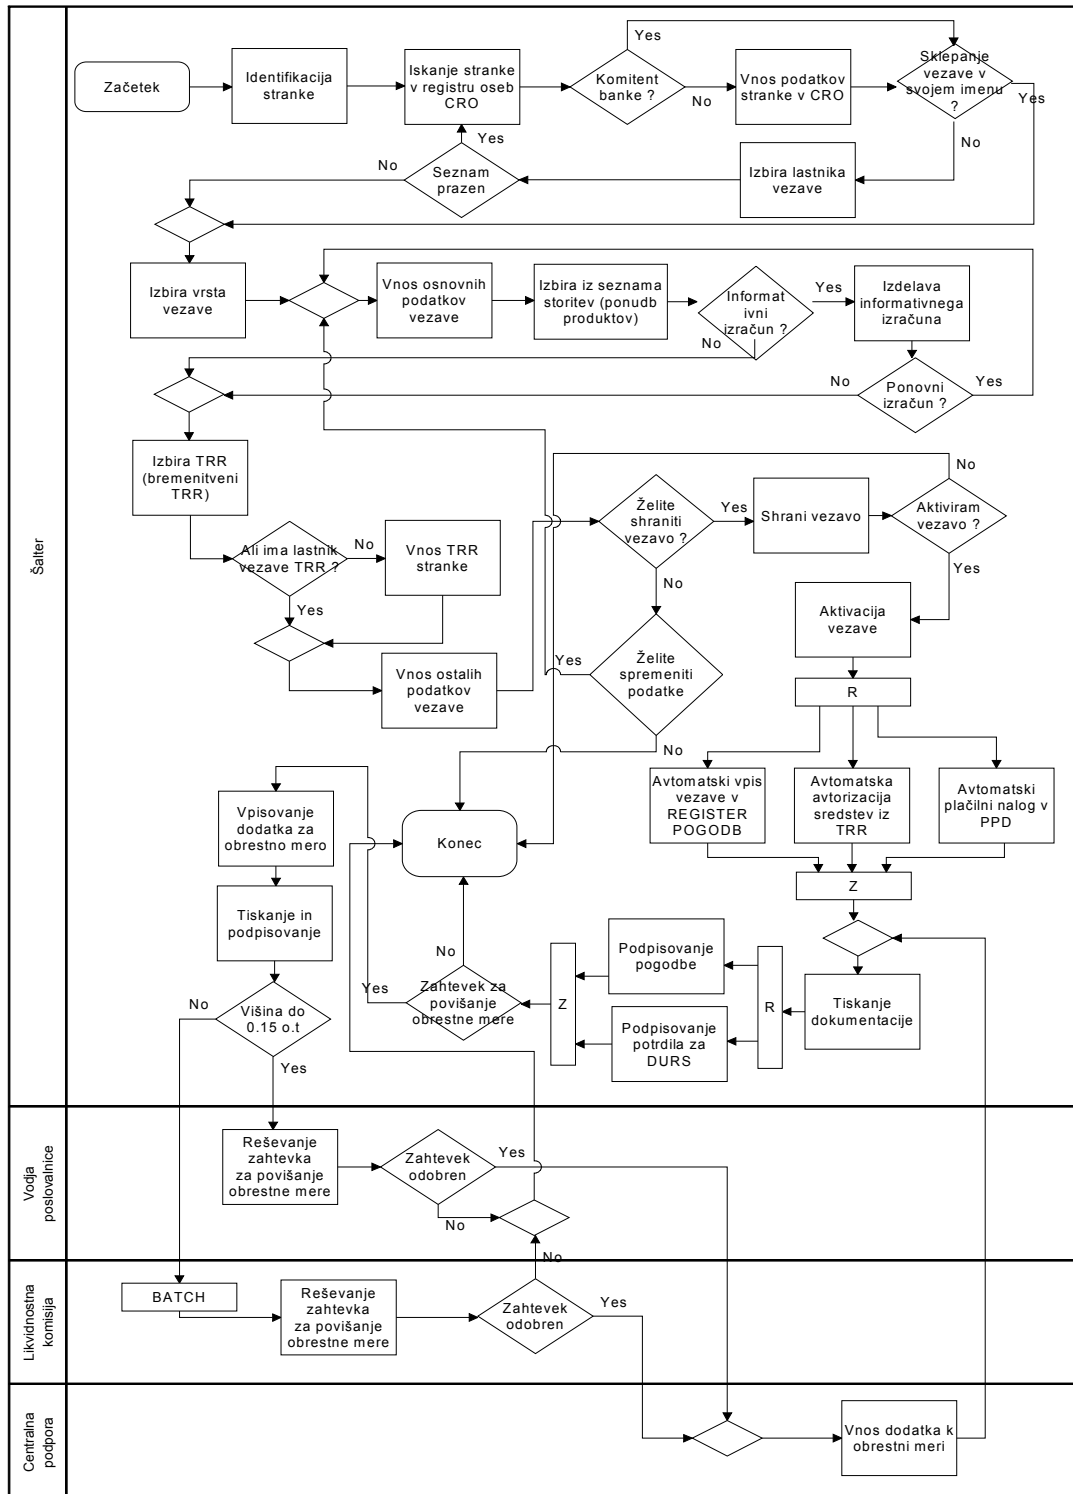 Šalter
Začetek
Identifikacija
stranke
Iskanje stranke
v registru oseb
CRO
Komitent
banke ?
Yes
No
Vnos podatkov
stranke v CRO
Sklepanje
vezave v
svojem imenu
?
Yes
No
Izbira lastnika
vezave
Seznam
prazen
Yes
No
Izbira vrsta
vezave
Vnos osnovnih
podatkov
vezave
Izbira iz seznama
storitev (ponudb
produktov)
Informat
ivni
izračun ?
Yes
No
Izdelava
informativnega
izračuna
Ponovni
izračun ?
No
Yes
Izbira TRR
(bremenitveni
TRR)
Ali ima lastnik
vezave TRR ?
No
Yes
Vnos TRR
stranke
Vnos ostalih
podatkov
vezave
Želite
shraniti
vezavo ?
Yes
No
Shrani vezavo
Aktiviram
vezavo ?
No
Yes
Želite
spremeniti
podatke
Yes
No
Aktivacija
vezave
R
Avtomatski vpis
vezave v
REGISTER
POGODB
Avtomatska
avtorizacija
sredstev iz
TRR
Avtomatski
plačilni nalog v
PPD
Z
Vpisovanje
dodatka za
obrestno mero
Konec
Tiskanje in
podpisovanje
Višina do
0.15 o.t
No
Yes
Zahtevek za
povišanje
obrestne mere
No
Yes
Z
Podpisovanje
pogodbe
Podpisovanje
potrdila za
DURS
R
Tiskanje
dokumentacije
Vodja
poslovalnice
Reševanje
zahtevka
za povišanje
obrestne mere
Zahtevek
odobren
Yes
No
Likvidnostna
komisija
BATCH
Reševanje
zahtevka
za povišanje
obrestne mere
Zahtevek
odobren
No
Yes
Centralna
podpora
Vnos dodatka k
obrestni meri